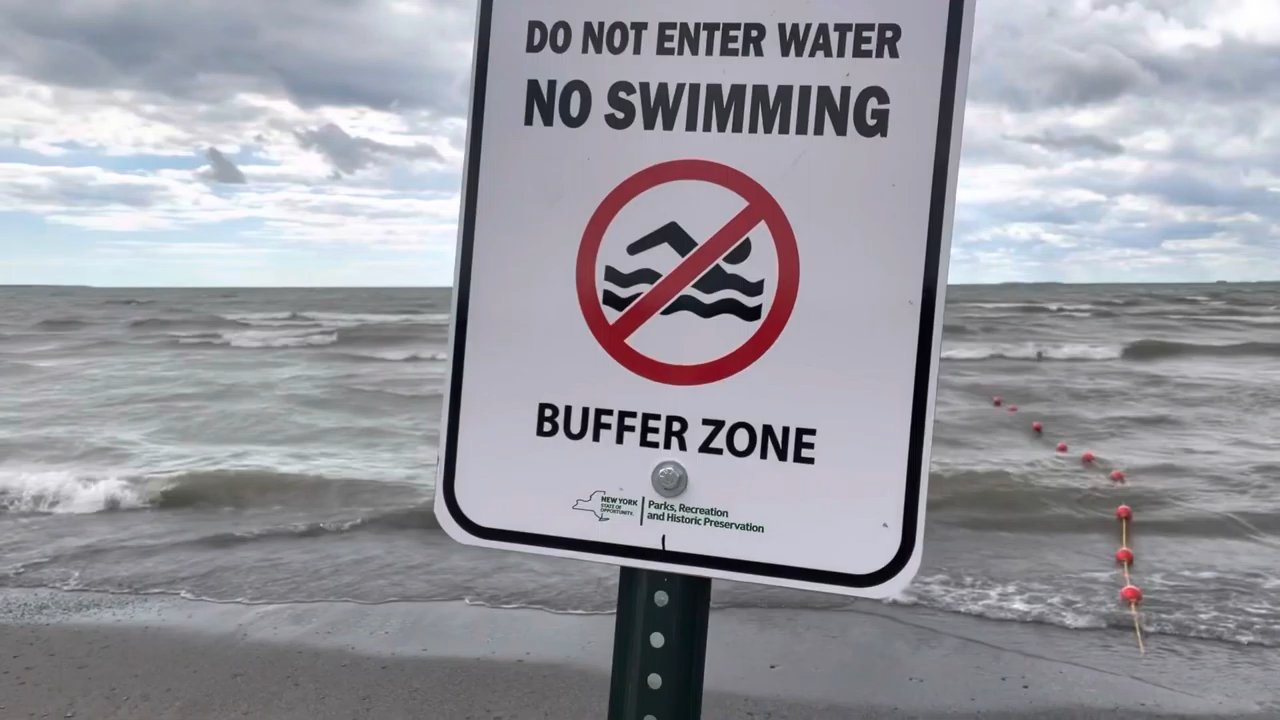 DO NOT ENTER WATER
NO SWIMMING
BUFFER ZONE
NEW YORK
STATE OF
OPPORTUNITY.
Parks, Recreation
and Historic Preservation